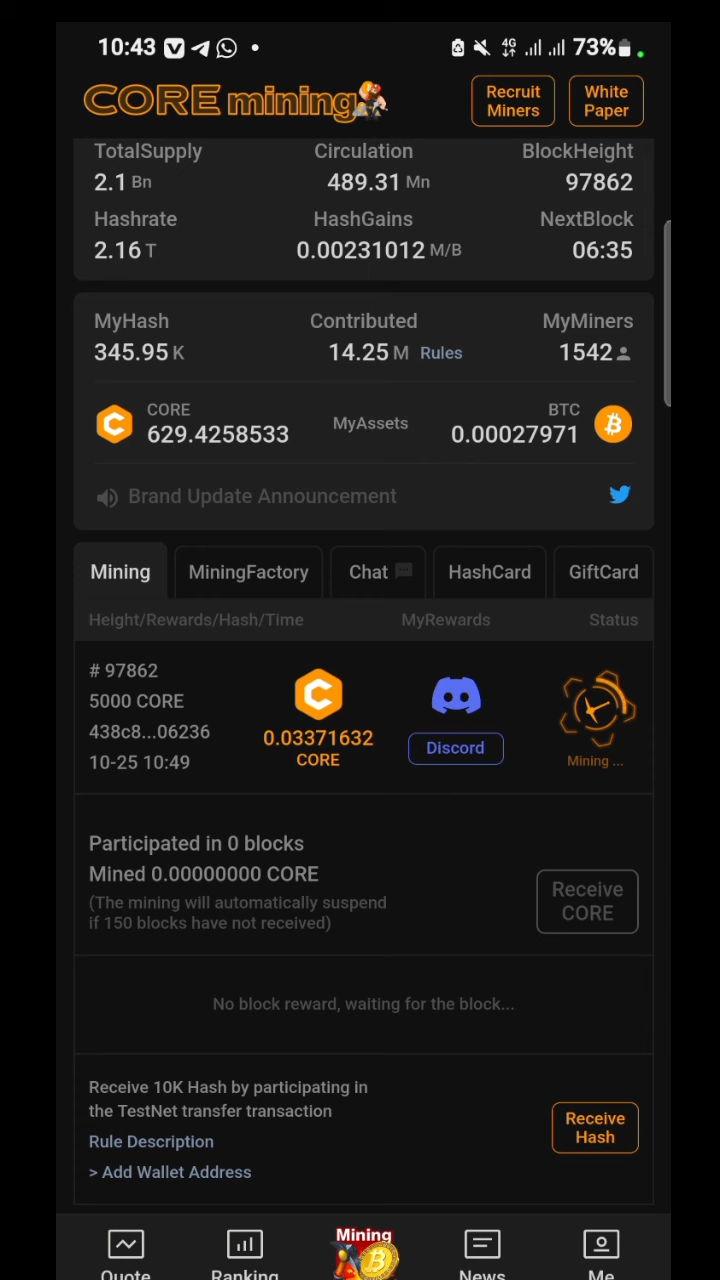 10:43 4G 73%
CORE mining Recruit Miners White Paper
TotalSupply Circulation BlockHeight
2.1 Bn 489.31 Mn 97862
Hashrate HashGains NextBlock
2.16 T 0.00231012 M/B 06:35
MyHash Contributed MyMiners
345.95 K 14.25 M Rules 1542
CORE BTC
629.4258533 MyAssets 0.00027971
Brand Update Announcement
Mining MiningFactory Chat HashCard GiftCard
Height/Rewards/Hash/Time MyRewards Status
# 97862
5000 CORE
438c8...06236
10-25 10:49
0.03371632
CORE
Discord
Mining ...
Participated in 0 blocks
Mined 0.00000000 CORE
(The mining will automatically suspend
if 150 blocks have not received)
Receive
CORE
No block reward, waiting for the block...
Receive 10K Hash by participating in
the TestNet transfer transaction
Rule Description
> Add Wallet Address
Receive
Hash
Mining
Quote Ranking News Me